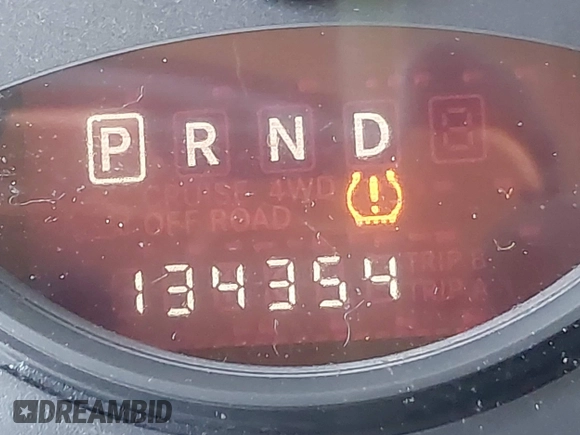 P R N D
CRUISE 4WD
OFF ROAD
TRIP B
134354 TRIP A
DREAMBID